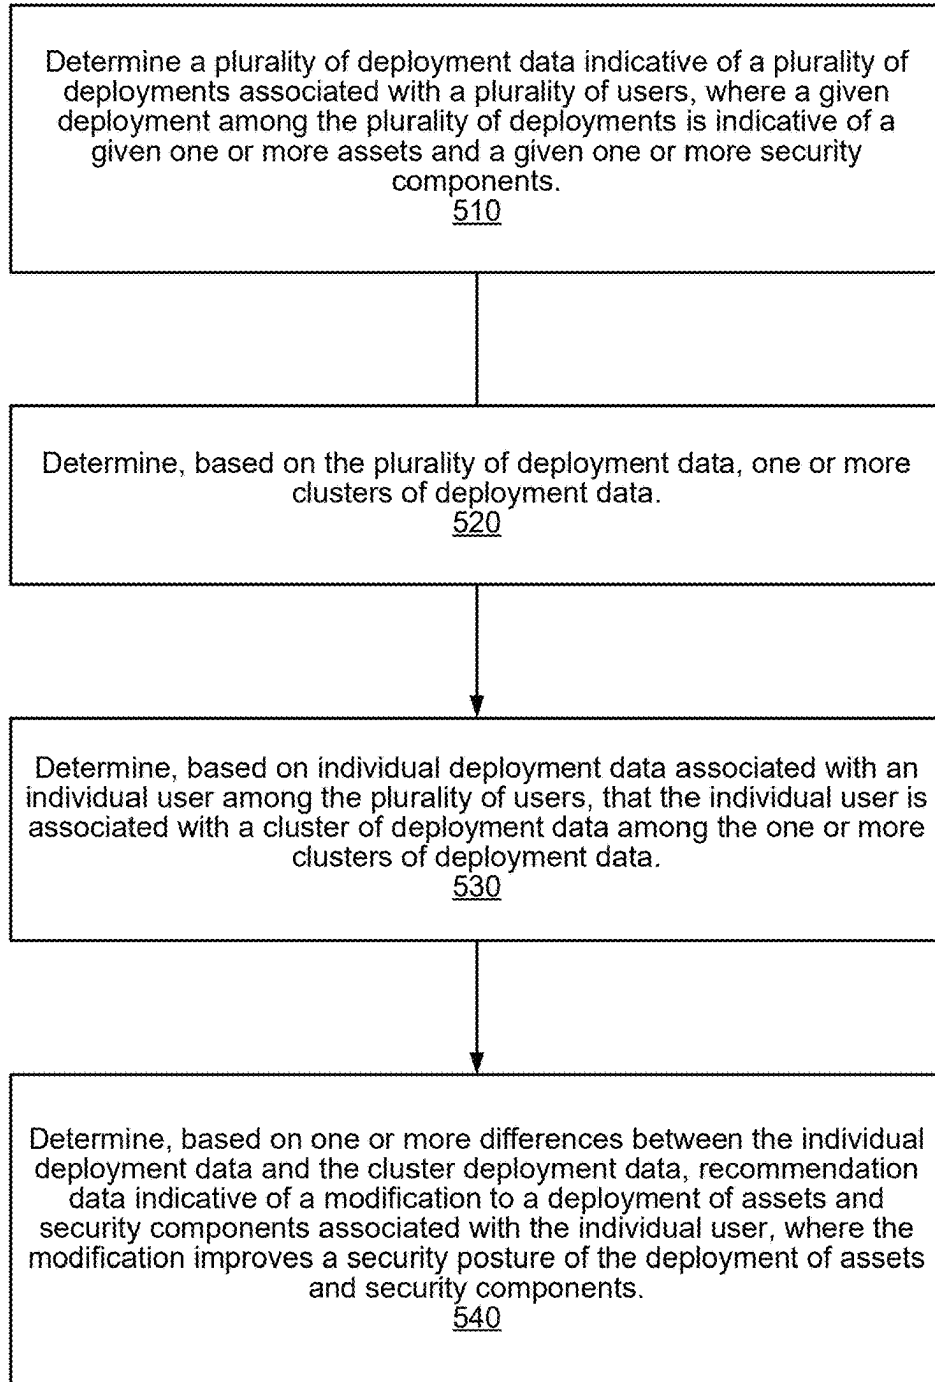 Determine a plurality of deployment data indicative of a plurality of
deployments associated with a plurality of users, where a given
deployment among the plurality of deployments is indicative of a
given one or more assets and a given one or more security
components.
510
Determine, based on the plurality of deployment data, one or more
clusters of deployment data.
520
Determine, based on individual deployment data associated with an
individual user among the plurality of users, that the individual user is
associated with a cluster of deployment data among the one or more
clusters of deployment data.
530
Determine, based on one or more differences between the individual
deployment data and the cluster deployment data, recommendation
data indicative of a modification to a deployment of assets and
security components associated with the individual user, where the
modification improves a security posture of the deployment of assets
and security components.
540